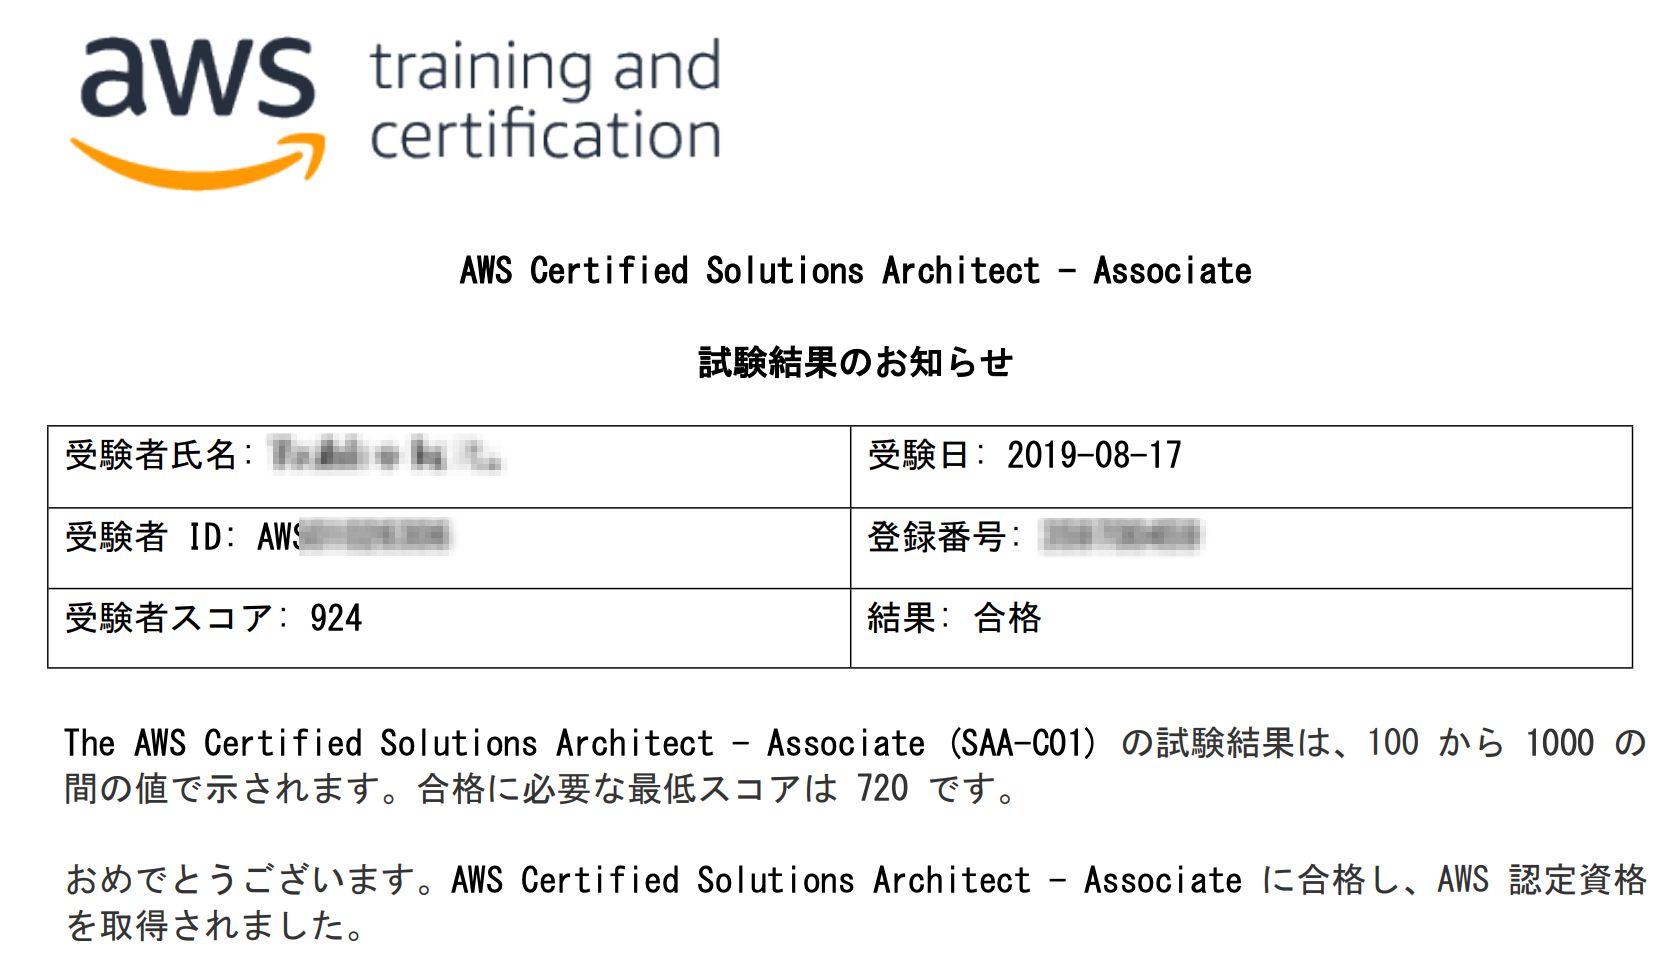 aws training and
certification
AWS Certified Solutions Architect - Associate
試験結果のお知らせ
受験者氏名:
受験日: 2019-08-17
受験者 ID: AWS
登録番号:
受験者スコア: 924
結果: 合格
The AWS Certified Solutions Architect - Associate (SAA-C01) の試験結果は、100 から 1000 の
間の値で示されます。合格に必要な最低スコアは 720 です。
おめでとうございます。AWS Certified Solutions Architect - Associate に合格し、AWS 認定資格
を取得されました。